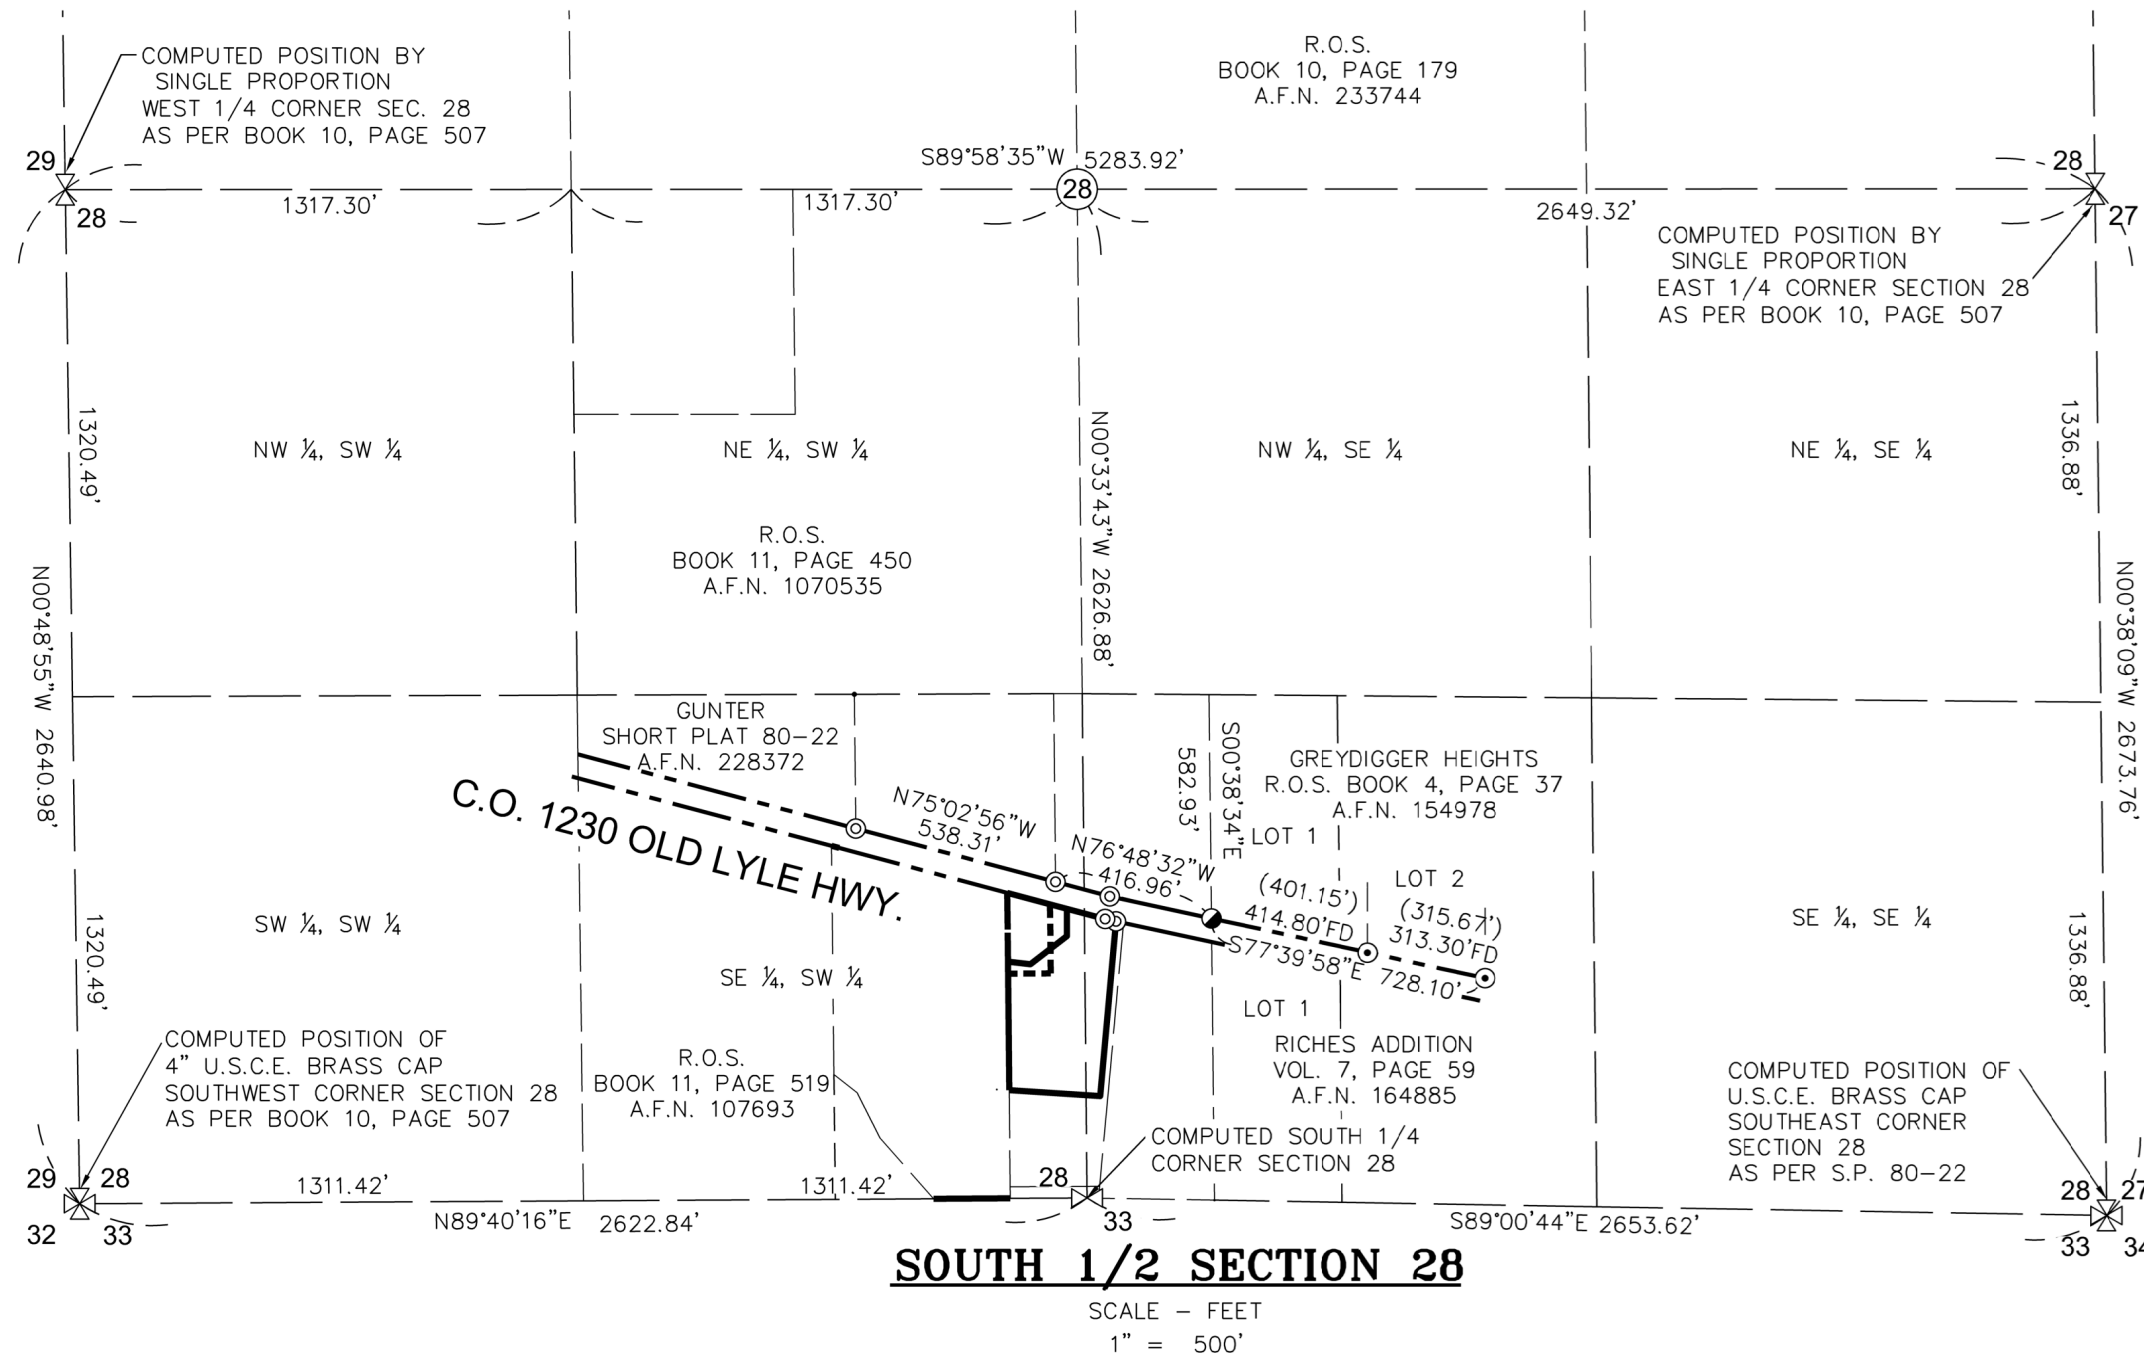 COMPUTED POSITION BY
SINGLE PROPORTION
WEST 1/4 CORNER SEC. 28
AS PER BOOK 10, PAGE 507
R.O.S.
BOOK 10, PAGE 179
A.F.N. 233744
29
28
S89°58'35"W 5283.92'
28
28
27
1317.30'
1317.30'
2649.32'
COMPUTED POSITION BY
SINGLE PROPORTION
EAST 1/4 CORNER SECTION 28
AS PER BOOK 10, PAGE 507
1320.49'
NW ¼, SW ¼
NE ¼, SW ¼
N00°33'43"W 2626.88'
NW ¼, SE ¼
NE ¼, SE ¼
1336.88'
R.O.S.
BOOK 11, PAGE 450
A.F.N. 1070535
N00°48'55"W 2640.98'
N00°38'09"W 2673.76'
GUNTER
SHORT PLAT 80-22
A.F.N. 228372
582.93'
S00°38'34"E
GREYDIGGER HEIGHTS
R.O.S. BOOK 4, PAGE 37
A.F.N. 154978
C.O. 1230 OLD LYLE HWY.
N75°02'56"W
538.31'
N76°48'32"W
416.96'
LOT 1
LOT 2
(401.15')
414.80'FD
(315.67')
313.30'FD
S77°39'58"E 728.10'
1320.49'
SW ¼, SW ¼
SE ¼, SW ¼
SE ¼, SE ¼
1336.88'
LOT 1
RICHES ADDITION
VOL. 7, PAGE 59
A.F.N. 164885
COMPUTED POSITION OF
4" U.S.C.E. BRASS CAP
SOUTHWEST CORNER SECTION 28
AS PER BOOK 10, PAGE 507
R.O.S.
BOOK 11, PAGE 519
A.F.N. 107693
COMPUTED SOUTH 1/4
CORNER SECTION 28
COMPUTED POSITION OF
U.S.C.E. BRASS CAP
SOUTHEAST CORNER
SECTION 28
AS PER S.P. 80-22
29 28
32 33
1311.42'
1311.42'
28
33
N89°40'16"E 2622.84'
S89°00'44"E 2653.62'
28 27
33 34
SOUTH 1/2 SECTION 28
SCALE - FEET
1" = 500'